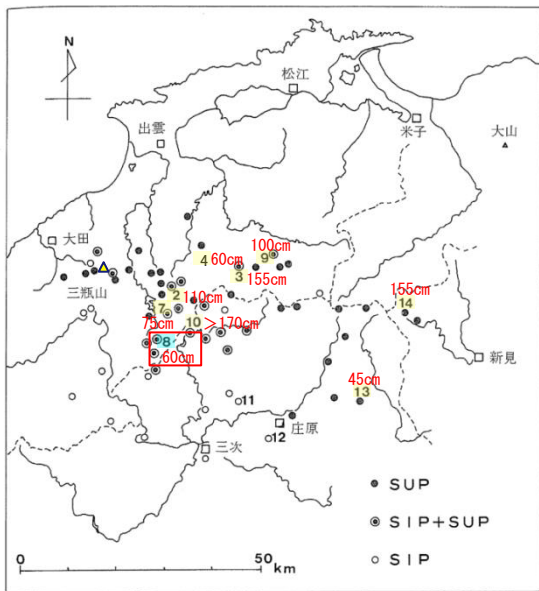 N
松江
出雲
米子
大山
大田
100cm
9
4 60cm
3
155cm
三瓶山
2
7 110cm
155cm
14
75cm
10 >170cm
8
60cm
新見
45cm
13
11
12
庄原
三次
SUP
SIP+SUP
SIP
0 50
km